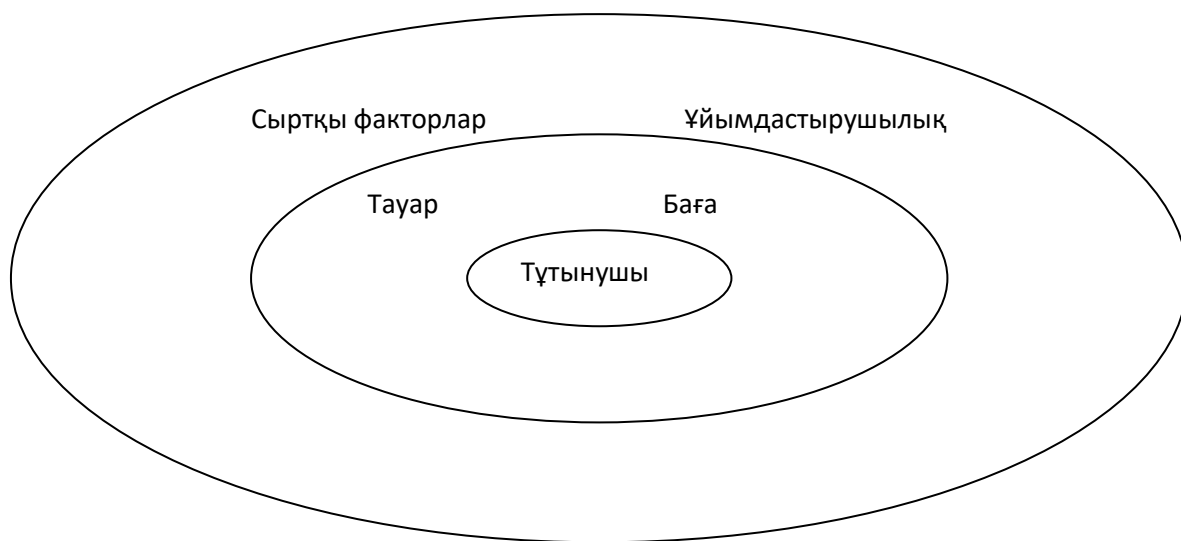 Сыртқы факторлар Ұйымдастырушылық
Тауар Баға
Тұтынушы